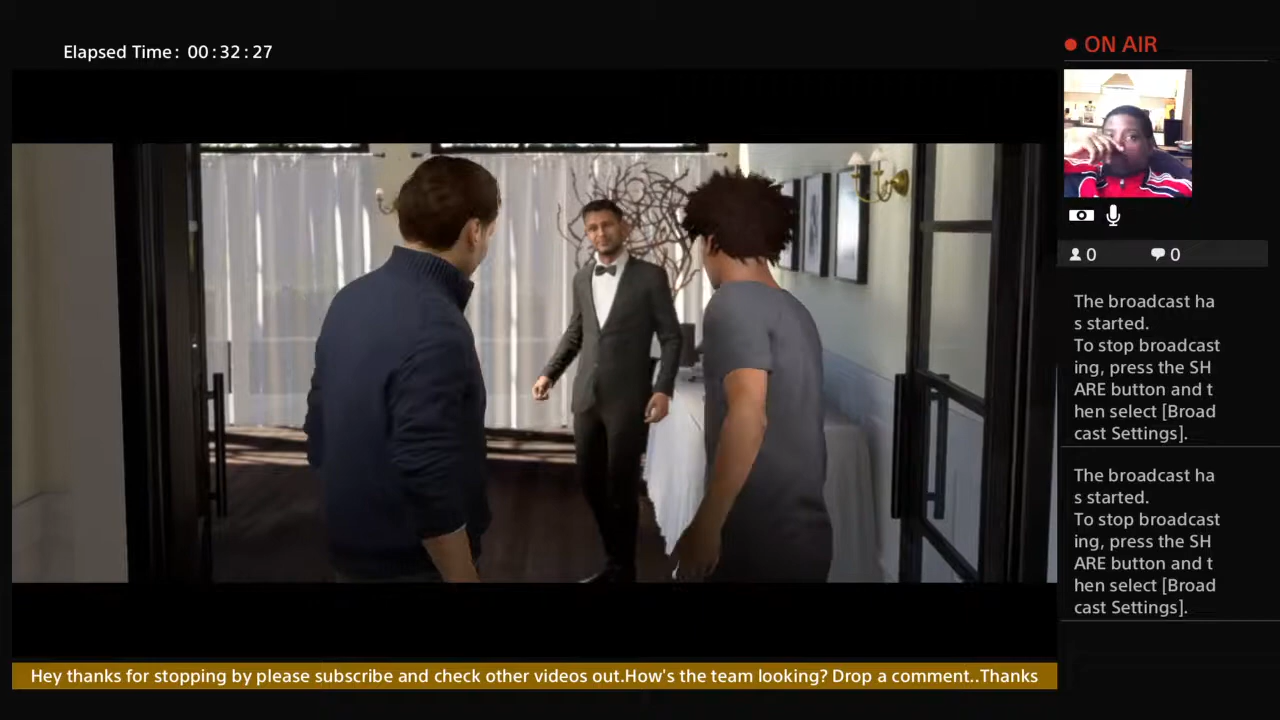 Elapsed Time: 00:32:27
ON AIR
0 0
The broadcast ha
s started.
To stop broadcast
ing, press the SH
ARE button and t
hen select [Broad
cast Settings].
The broadcast ha
s started.
To stop broadcast
ing, press the SH
ARE button and t
hen select [Broad
cast Settings].
Hey thanks for stopping by please subscribe and check other videos out.How's the team looking? Drop a comment..Thanks